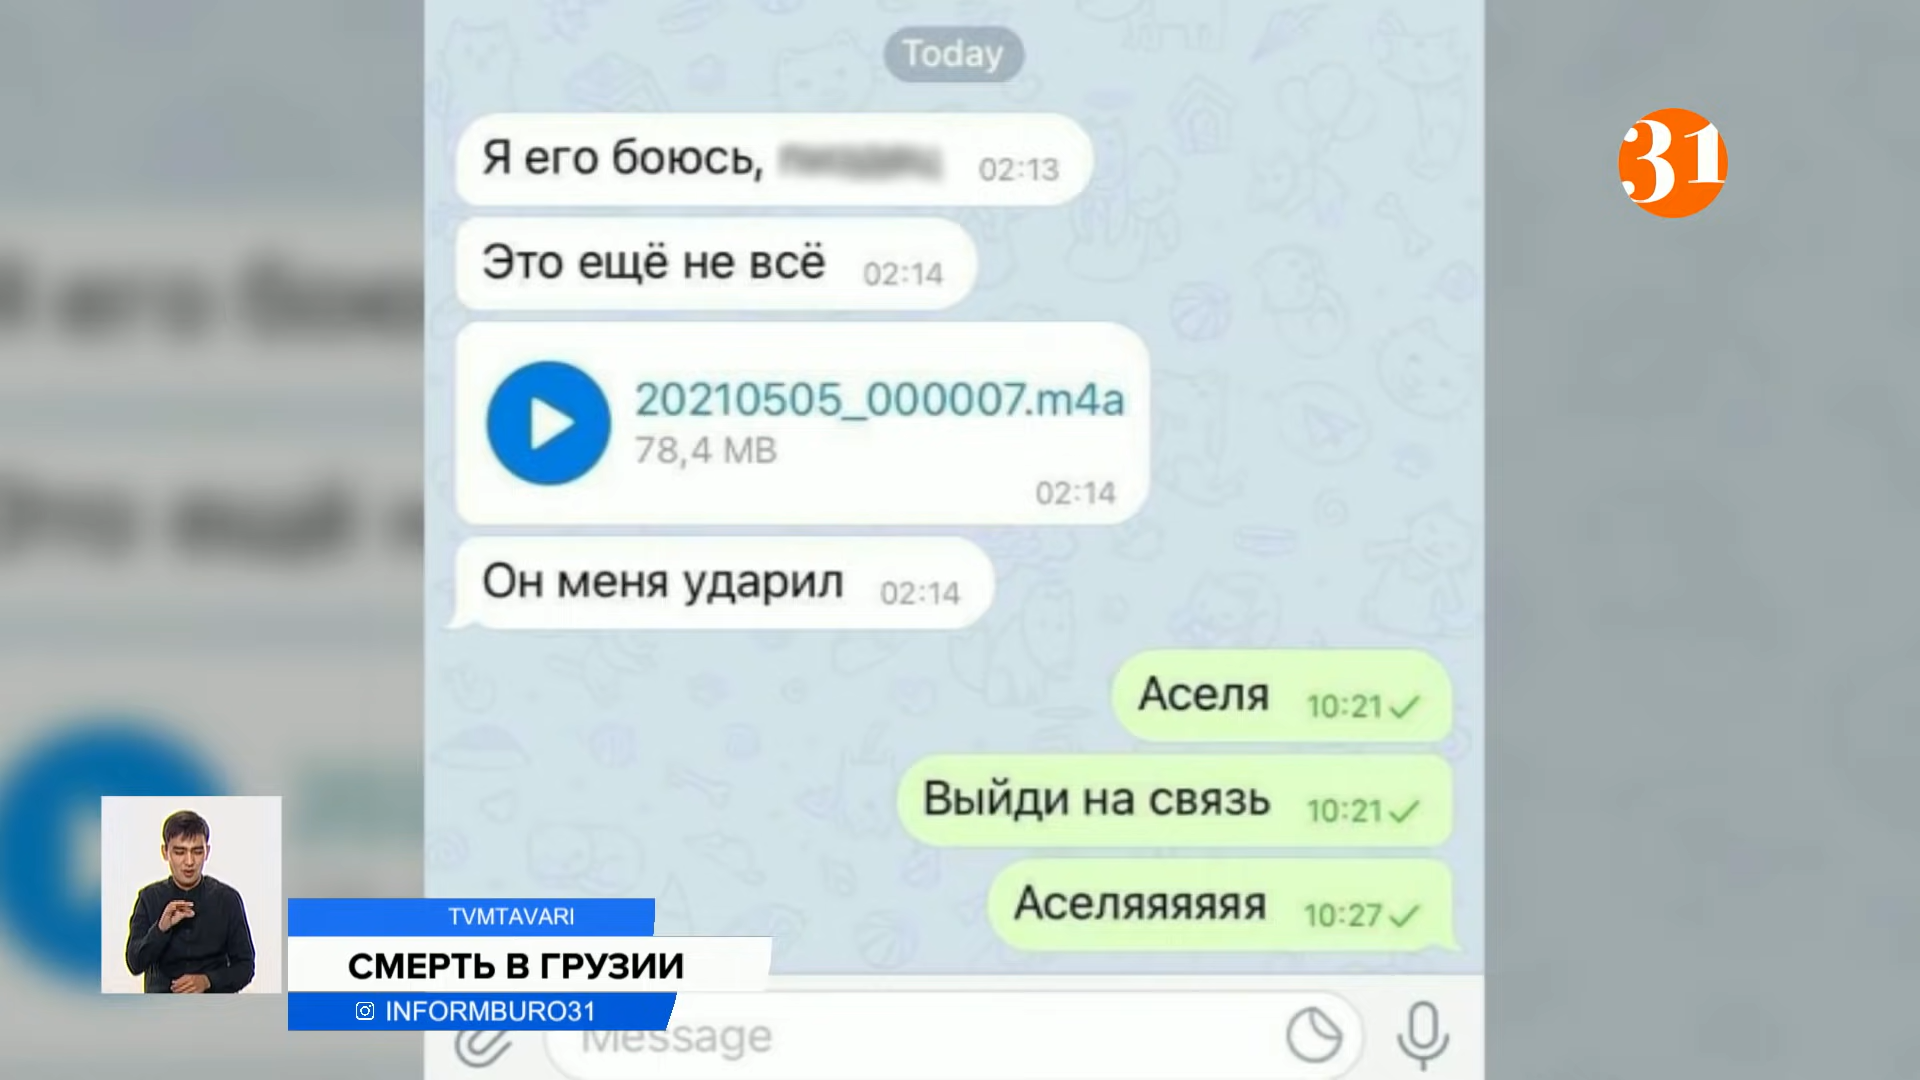 Today
31
Я его боюсь,
02:13
Это ещё не всё
02:14
20210505_000007.m4a
78,4 MB
02:14
Он меня ударил
02:14
Аселя
10:21
Выйди на связь
10:21
Аселяяяяяя
10:27
TVMTAVARI
СМЕРТЬ В ГРУЗИИ
INFORMBURO31
Message